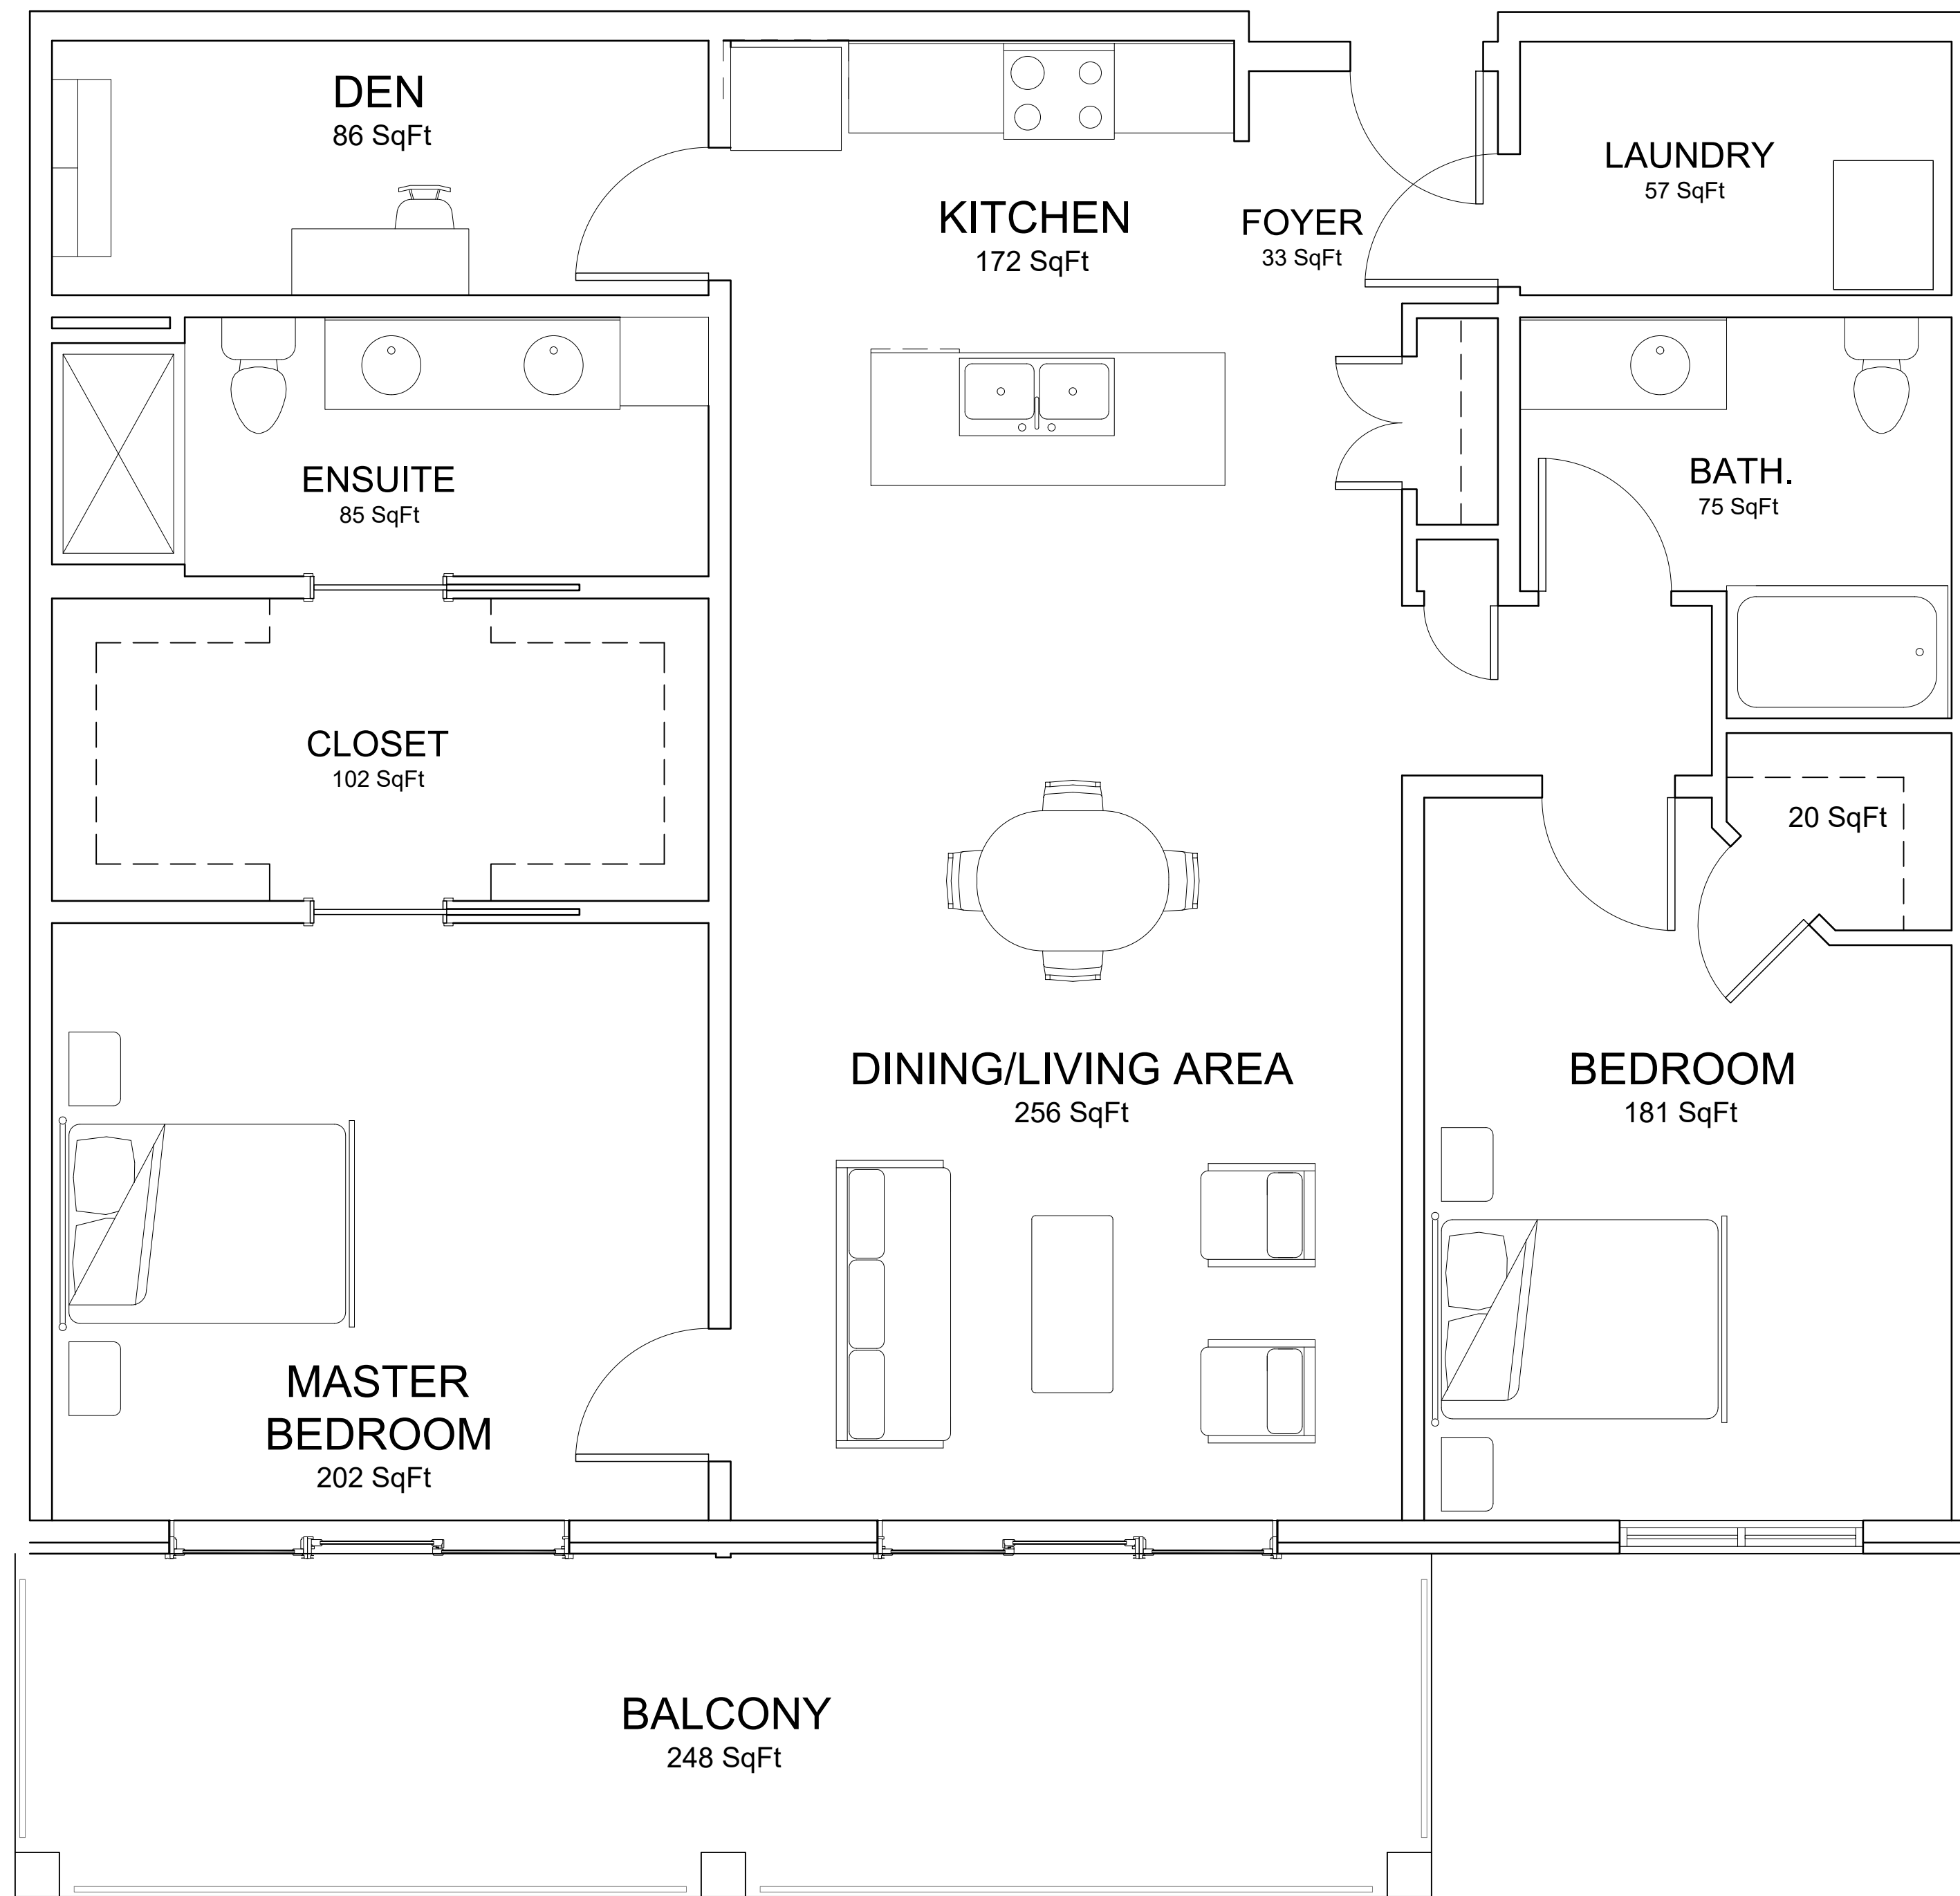 DEN
86 SqFt
KITCHEN
172 SqFt
FOYER
33 SqFt
LAUNDRY
57 SqFt
ENSUITE
85 SqFt
BATH.
75 SqFt
CLOSET
102 SqFt
20 SqFt
DINING/LIVING AREA
256 SqFt
BEDROOM
181 SqFt
MASTER
BEDROOM
202 SqFt
BALCONY
248 SqFt